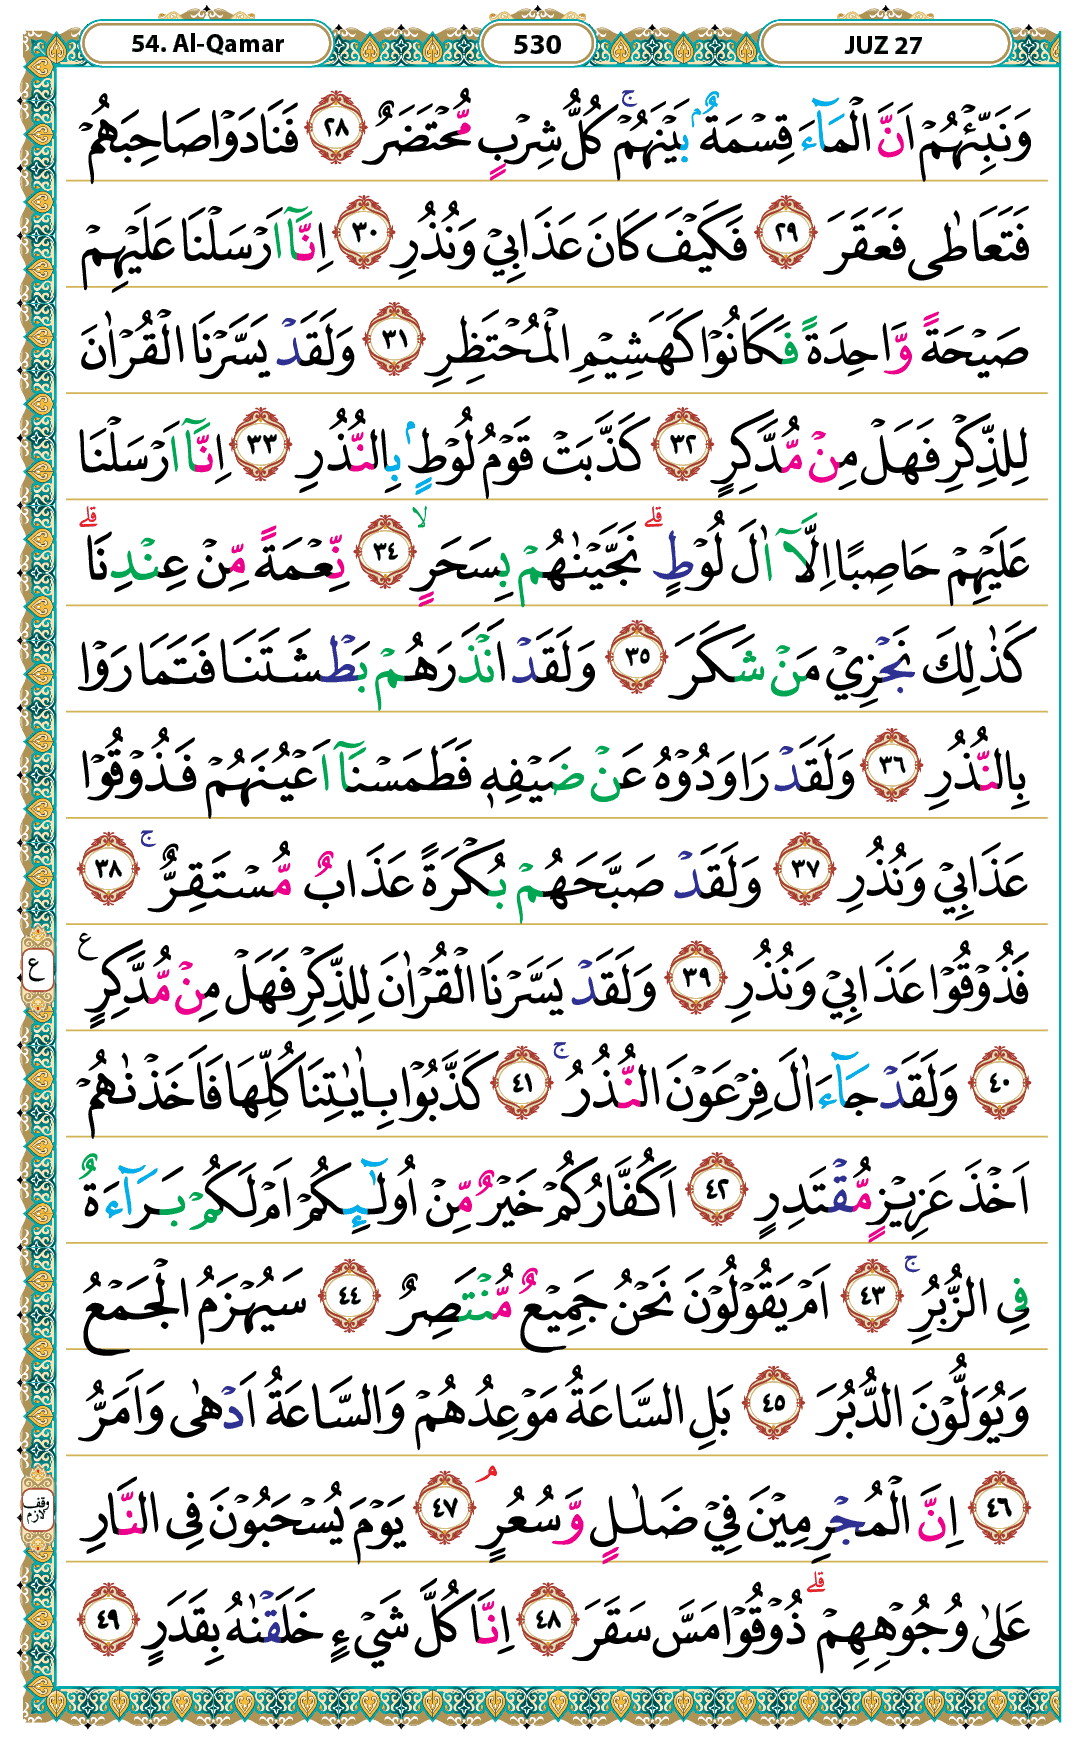 54. Al-Qamar
530
JUZ 27
وَنَبِّئْهُمْ اَنَّ الْمَآءَ قِسْمَةٌۢ بَيْنَهُمْۚ كُلُّ شِرْبٍ مُّحْتَضَرٌ ٢٨ فَنَادَوْا صَاحِبَهُمْ
فَتَعَاطٰى فَعَقَرَ ٢٩ فَكَيْفَ كَانَ عَذَابِيْ وَنُذُرِ ٣٠ اِنَّآ اَرْسَلْنَا عَلَيْهِمْ
صَيْحَةً وَّاحِدَةً فَكَانُوْا كَهَشِيْمِ الْمُحْتَظِرِ ٣١ وَلَقَدْ يَسَّرْنَا الْقُرْاٰنَ
لِلذِّكْرِ فَهَلْ مِنْ مُّدَّكِرٍ ٣٢ كَذَّبَتْ قَوْمُ لُوْطٍۢ بِالنُّذُرِ ٣٣ اِنَّآ اَرْسَلْنَا
عَلَيْهِمْ حَاصِبًا اِلَّآ اٰلَ لُوْطٍۗ نَجَّيْنٰهُمْ بِسَحَرٍۙ ٣٤ نِّعْمَةً مِّنْ عِنْدِنَاۗ
كَذٰلِكَ نَجْزِيْ مَنْ شَكَرَ ٣٥ وَلَقَدْ اَنْذَرَهُمْ بَطْشَتَنَا فَتَمَارَوْا
بِالنُّذُرِ ٣٦ وَلَقَدْ رَاوَدُوْهُ عَنْ ضَيْفِهٖ فَطَمَسْنَآ اَعْيُنَهُمْ فَذُوْقُوْا
عَذَابِيْ وَنُذُرِ ٣٧ وَلَقَدْ صَبَّحَهُمْ بُكْرَةً عَذَابٌ مُّسْتَقِرٌّۚ ٣٨
فَذُوْقُوْا عَذَابِيْ وَنُذُرِ ٣٩ وَلَقَدْ يَسَّرْنَا الْقُرْاٰنَ لِلذِّكْرِ فَهَلْ مِنْ مُّدَّكِرٍ ع
ع
٤٠ وَلَقَدْ جَآءَ اٰلَ فِرْعَوْنَ النُّذُرُۚ ٤١ كَذَّبُوْا بِاٰيٰتِنَا كُلِّهَا فَاَخَذْنٰهُمْ
اَخْذَ عَزِيْزٍ مُّقْتَدِرٍ ٤٢ اَكُفَّارُكُمْ خَيْرٌ مِّنْ اُولٰۤىِٕكُمْ اَمْ لَكُمْ بَرَآءَةٌ
فِى الزُّبُرِۚ ٤٣ اَمْ يَقُوْلُوْنَ نَحْنُ جَمِيْعٌ مُّنْتَصِرٌ ٤٤ سَيُهْزَمُ الْجَمْعُ
وَيُوَلُّوْنَ الدُّبُرَ ٤٥ بَلِ السَّاعَةُ مَوْعِدُهُمْ وَالسَّاعَةُ اَدْهٰى وَاَمَرُّ
٤٦ اِنَّ الْمُجْرِمِيْنَ فِيْ ضَلٰلٍ وَّسُعُرٍۘ ٤٧ يَوْمَ يُسْحَبُوْنَ فِى النَّارِ
وقف لازم
عَلٰى وُجُوْهِهِمْۗ ذُوْقُوْا مَسَّ سَقَرَ ٤٨ اِنَّا كُلَّ شَيْءٍ خَلَقْنٰهُ بِقَدَرٍ ٤٩